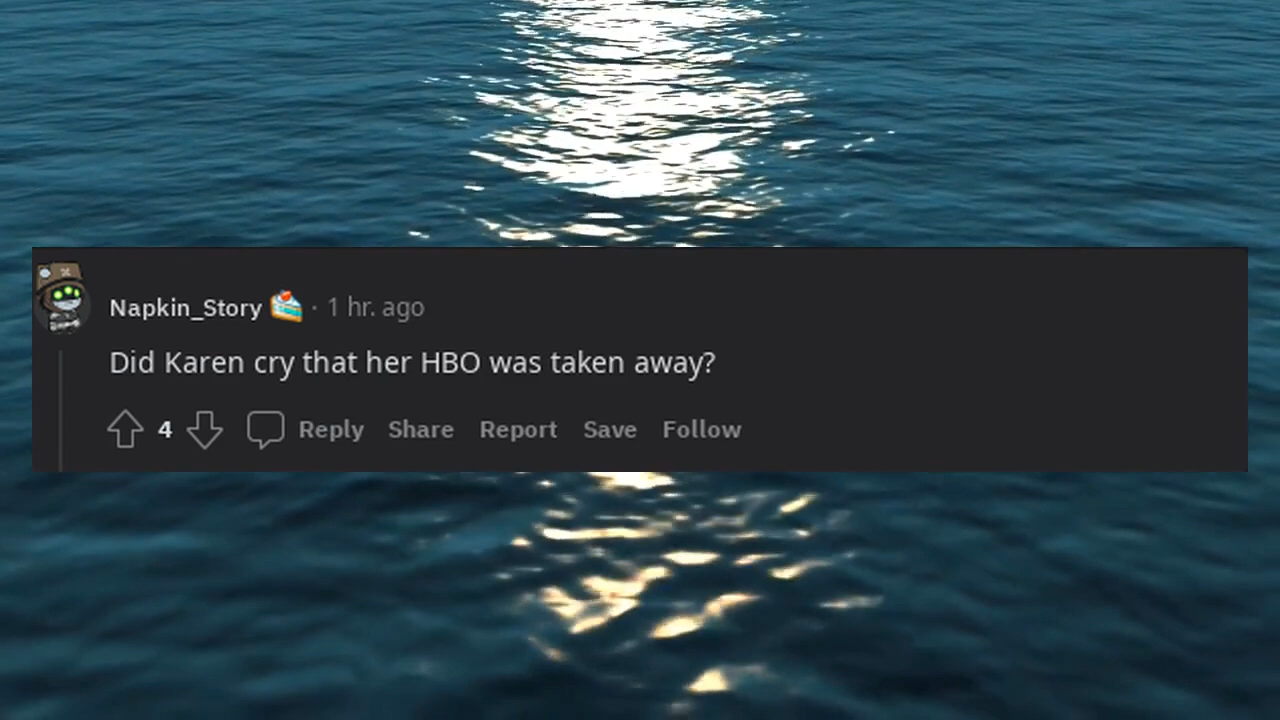 Napkin_Story 🍰 · 1 hr. ago
Did Karen cry that her HBO was taken away?
4 Reply Share Report Save Follow